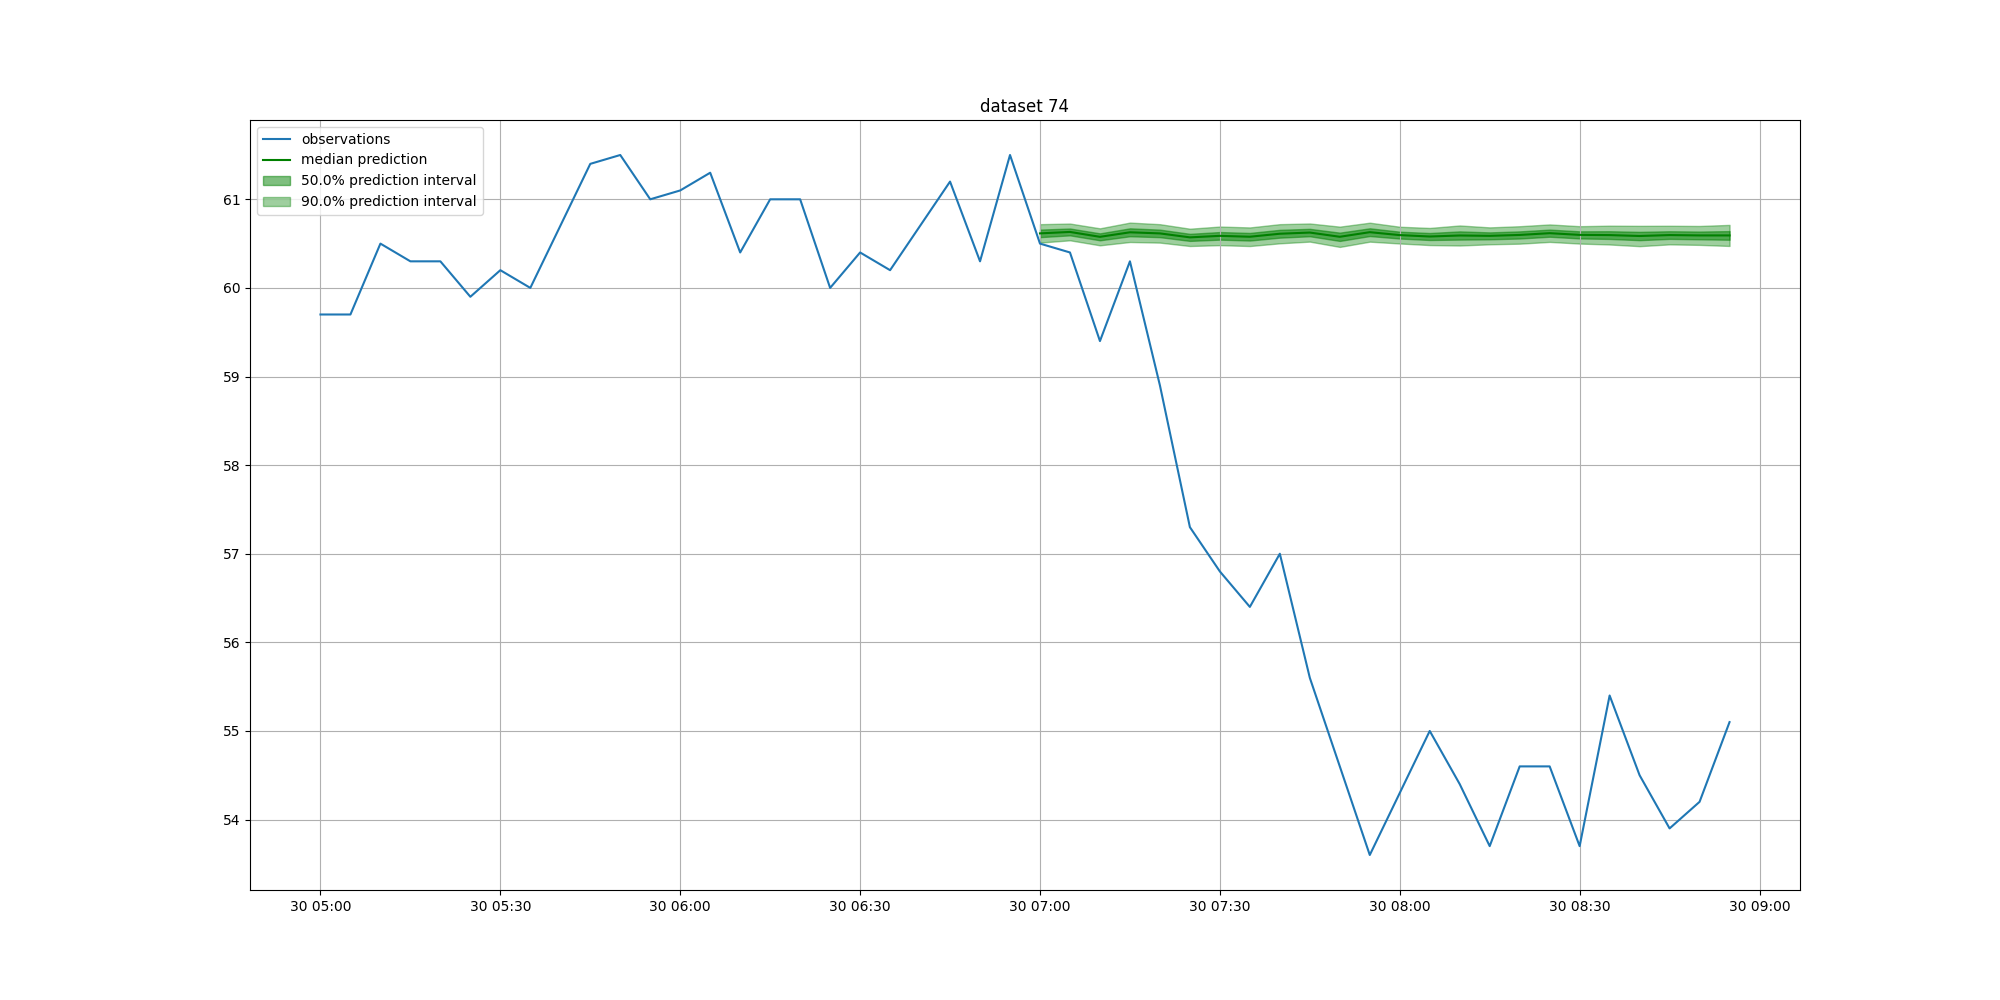 dataset 74
observations
median prediction
50.0% prediction interval
90.0% prediction interval
61
60
59
58
57
56
55
54
30 05:00 30 05:30 30 06:00 30 06:30 30 07:00 30 07:30 30 08:00 30 08:30 30 09:00